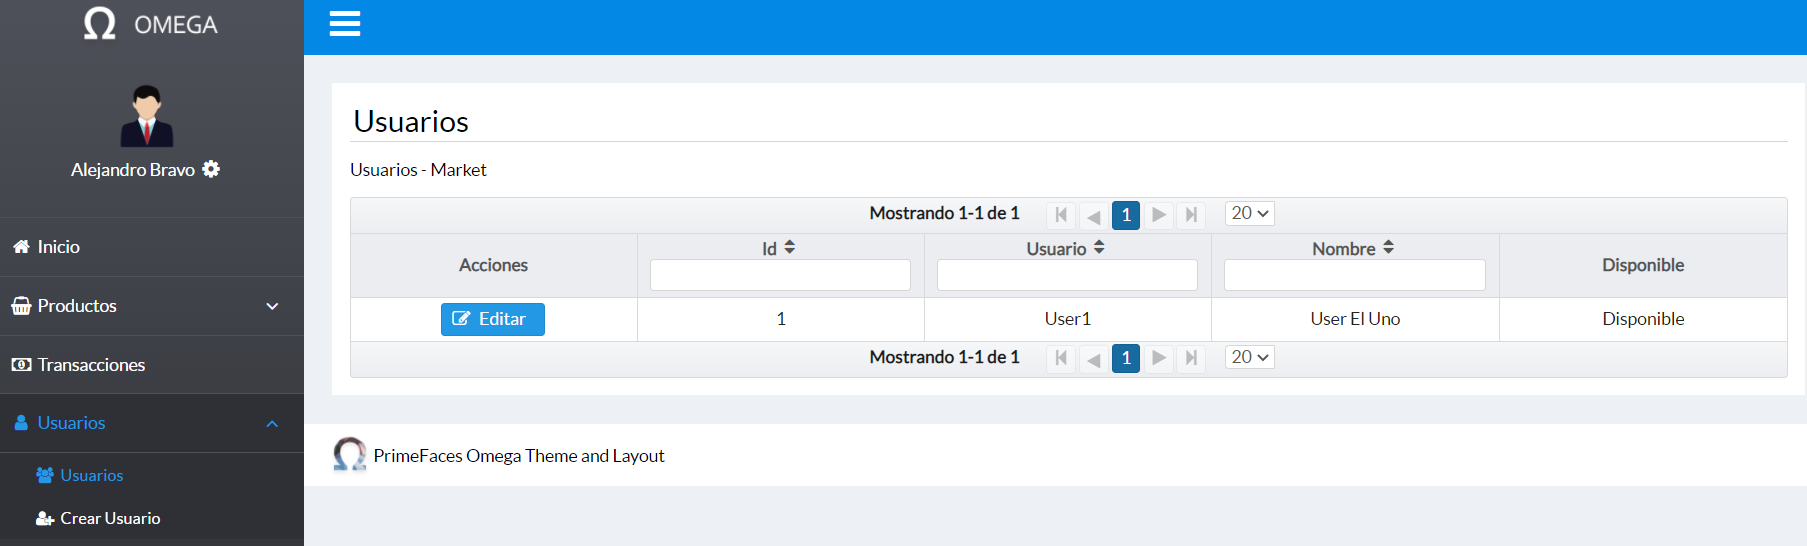 Ω OMEGA
Alejandro Bravo
Inicio
Productos
Transacciones
Usuarios
Usuarios
Crear Usuario
Usuarios
Usuarios - Market
Mostrando 1-1 de 1 1 20
Acciones Id Usuario Nombre Disponible
Editar 1 User1 User El Uno Disponible
Mostrando 1-1 de 1 1 20
Ω PrimeFaces Omega Theme and Layout